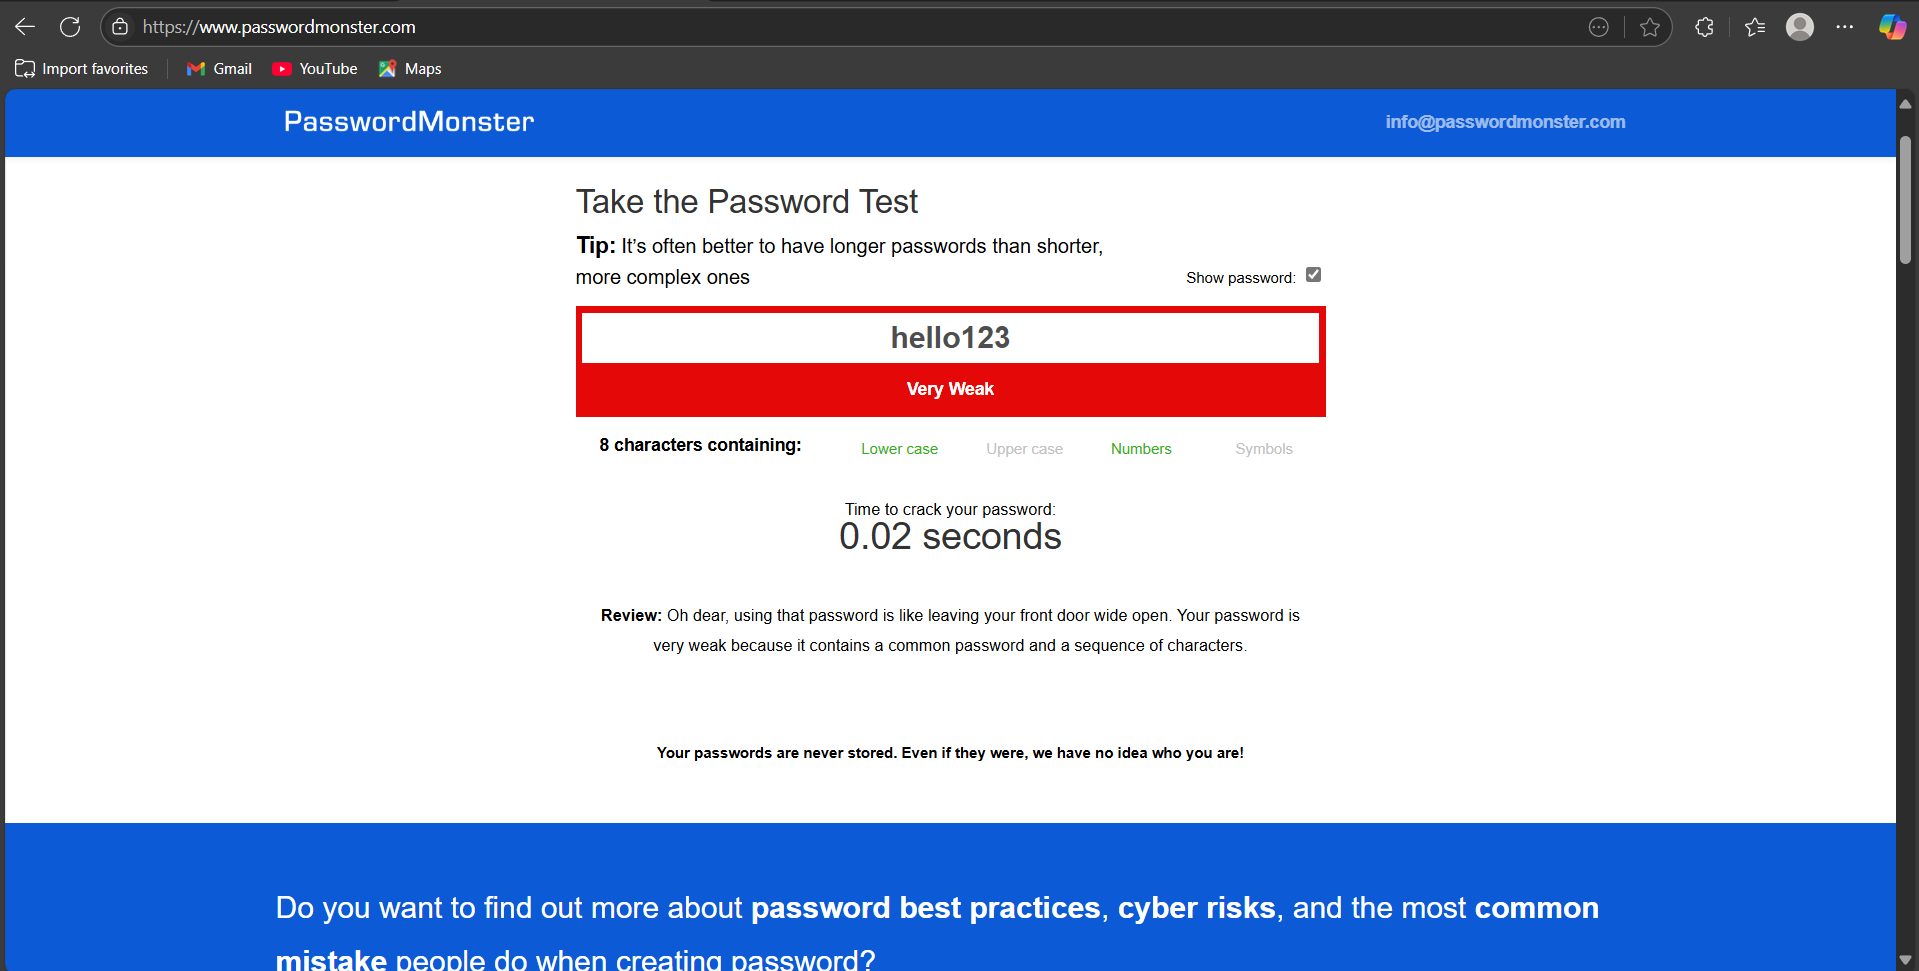 https://www.passwordmonster.com
Import favorites
Gmail
YouTube
Maps
PasswordMonster
info@passwordmonster.com
Take the Password Test
Tip: It's often better to have longer passwords than shorter,
more complex ones
Show password:
hello123
Very Weak
8 characters containing:
Lower case
Upper case
Numbers
Symbols
Time to crack your password:
0.02 seconds
Review: Oh dear, using that password is like leaving your front door wide open. Your password is
very weak because it contains a common password and a sequence of characters.
Your passwords are never stored. Even if they were, we have no idea who you are!
Do you want to find out more about password best practices, cyber risks, and the most common
mistake people do when creating password?